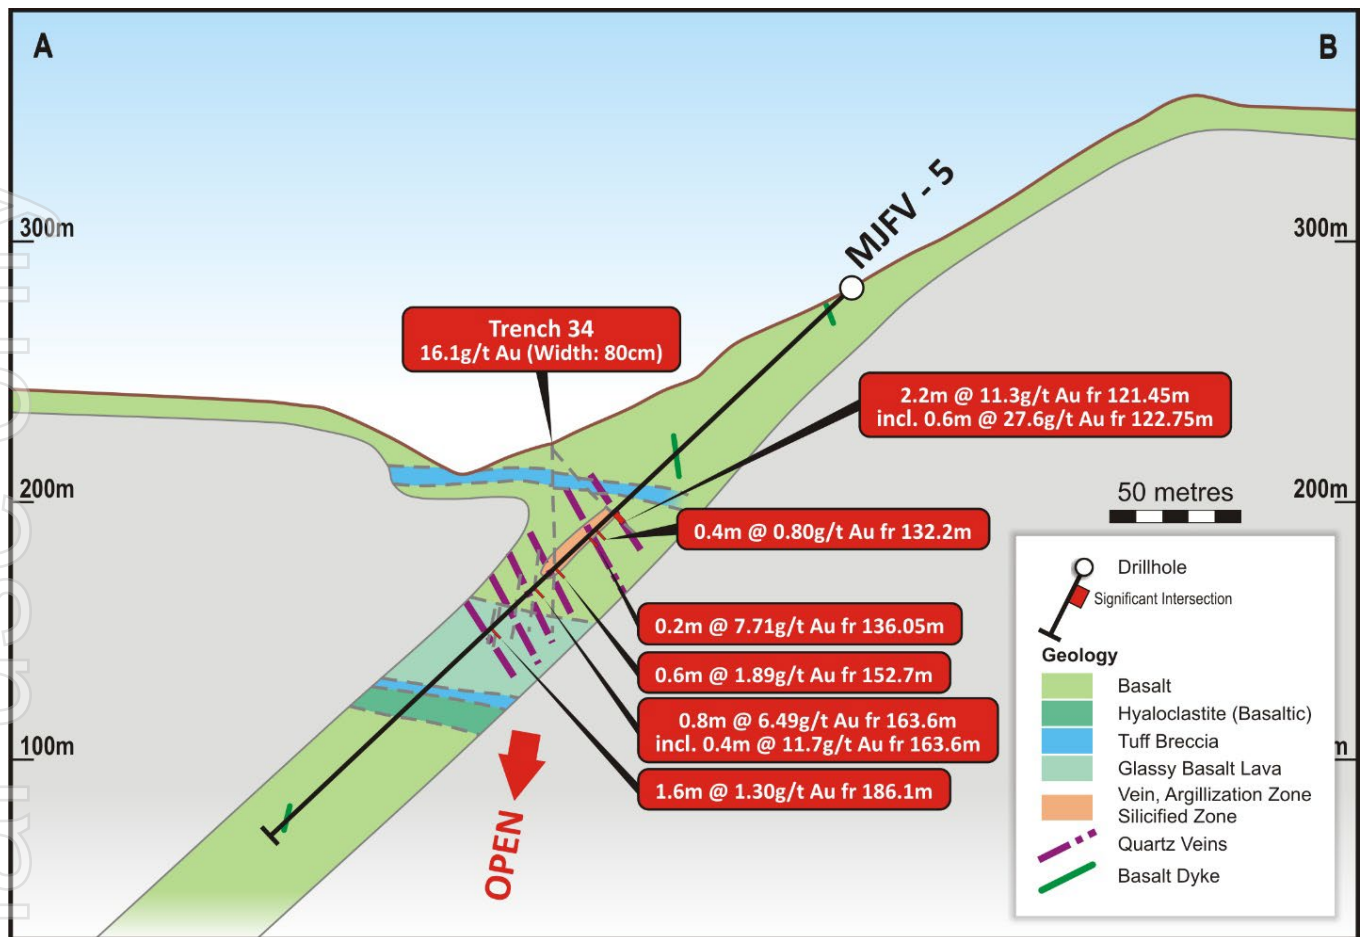 A
B
MJFV - 5
300m
300m
Trench 34
16.1g/t Au (Width: 80cm)
2.2m @ 11.3g/t Au fr 121.45m
incl. 0.6m @ 27.6g/t Au fr 122.75m
200m
200m
50 metres
0.4m @ 0.80g/t Au fr 132.2m
0.2m @ 7.71g/t Au fr 136.05m
0.6m @ 1.89g/t Au fr 152.7m
0.8m @ 6.49g/t Au fr 163.6m
incl. 0.4m @ 11.7g/t Au fr 163.6m
1.6m @ 1.30g/t Au fr 186.1m
100m
m
OPEN
Drillhole
Significant Intersection
Geology
Basalt
Hyaloclastite (Basaltic)
Tuff Breccia
Glassy Basalt Lava
Vein, Argillization Zone
Silicified Zone
Quartz Veins
Basalt Dyke